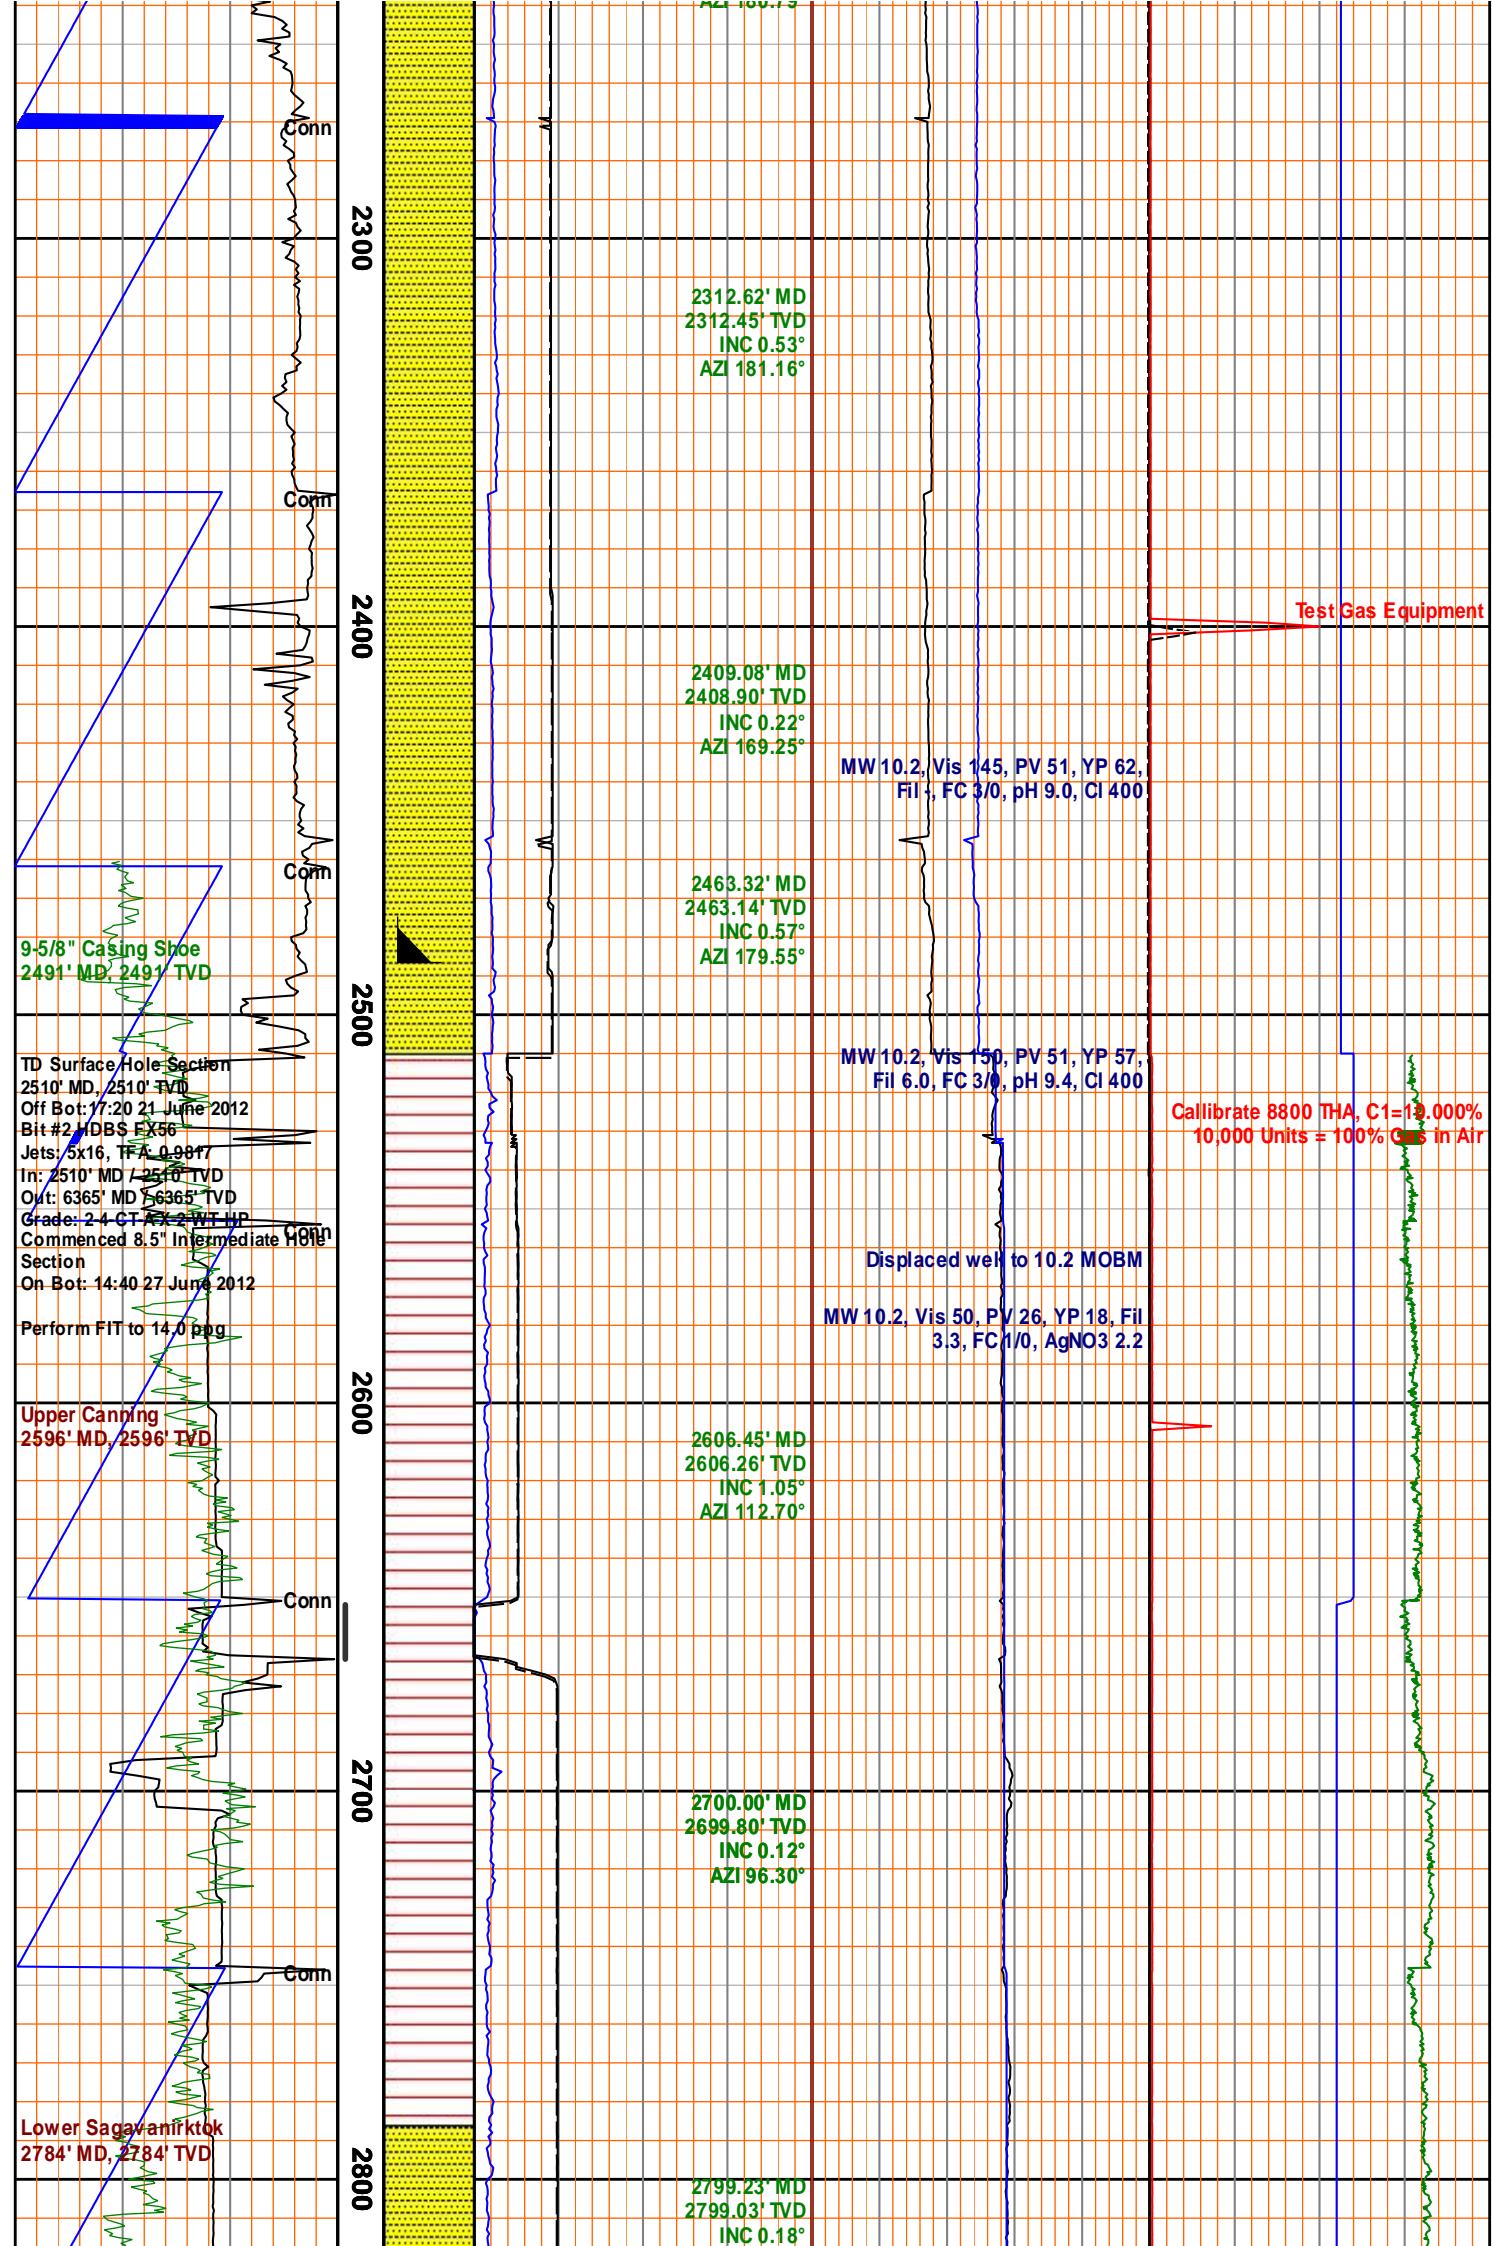 AZI 180.79
Conn
2300
2312.62' MD
2312.45' TVD
INC 0.53°
AZI 181.16°
Conn
2400
Test Gas Equipment
2409.08' MD
2408.90' TVD
INC 0.22°
AZI 169.25°
MW 10.2, Vis 145, PV 51, YP 62,
Fil -, FC 3/0, pH 9.0, Cl 400
Conn
2463.32' MD
2463.14' TVD
INC 0.57°
AZI 179.55°
9-5/8" Casing Shoe
2491' MD, 2491' TVD
2500
TD Surface Hole Section
2510' MD, 2510' TVD
Off Bot:17:20 21 June 2012
Bit #2 HDBS FX56
Jets: 5x16, TFA: 0.9817
In: 2510' MD / 2510' TVD
Out: 6365' MD / 6365' TVD
Grade: 2-4-CT-A-X-2-WT-HP
Conn
Commenced 8.5" Intermediate Hole
Section
On Bot: 14:40 27 June 2012
Perform FIT to 14.0 ppg
MW 10.2, Vis 150, PV 51, YP 57,
Fil 6.0, FC 3/0, pH 9.4, Cl 400
Callibrate 8800 THA, C1=10.000%
10,000 Units = 100% Gas in Air
Displaced well to 10.2 MOBM
MW 10.2, Vis 50, PV 26, YP 18, Fil
3.3, FC 1/0, AgNO3 2.2
2600
Upper Canning
2596' MD, 2596' TVD
2606.45' MD
2606.26' TVD
INC 1.05°
AZI 112.70°
Conn
2700
2700.00' MD
2699.80' TVD
INC 0.12°
AZI 96.30°
Conn
Lower Sagavanirktok
2784' MD, 2784' TVD
2800
2799.23' MD
2799.03' TVD
INC 0.18°